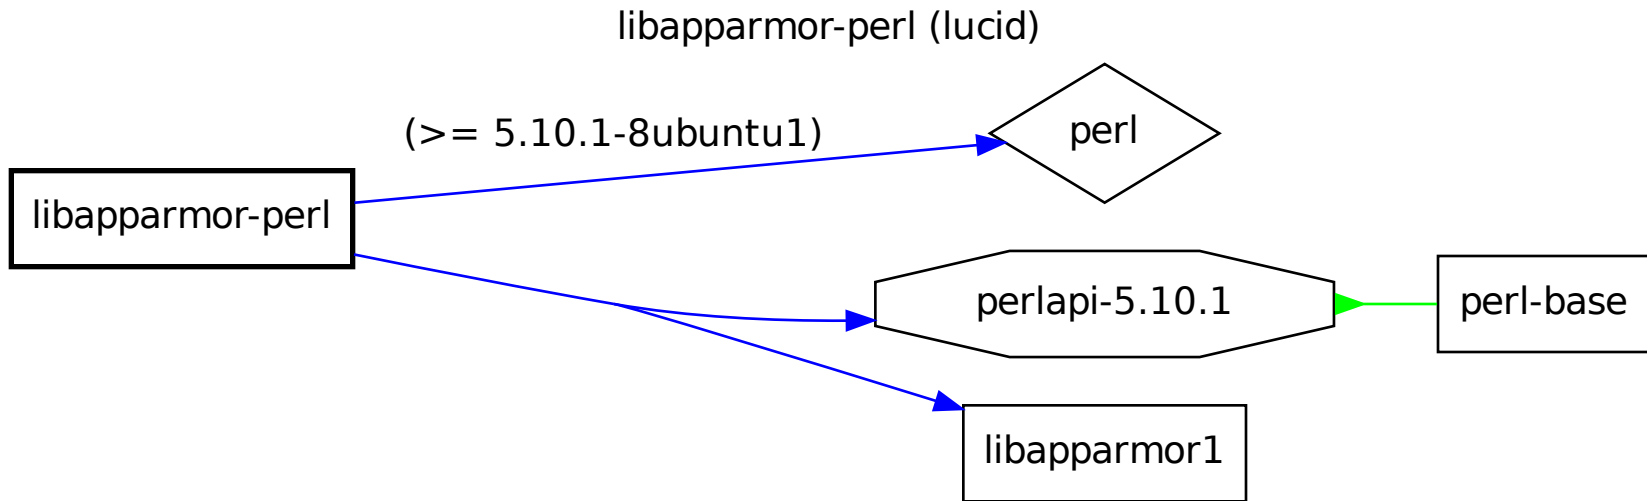 libapparmor-perl (lucid)
(>= 5.10.1-8ubuntu1)
perl
libapparmor-perl
perlapi-5.10.1
perl-base
libapparmor1